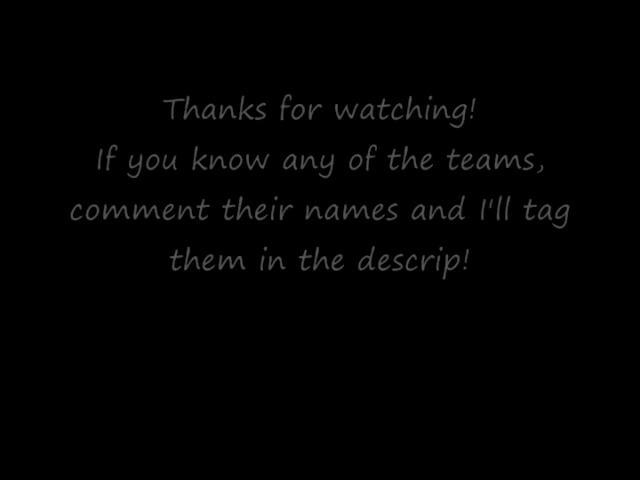 Thanks for watching!
If you know any of the teams,
comment their names and I'll tag
them in the descrip!